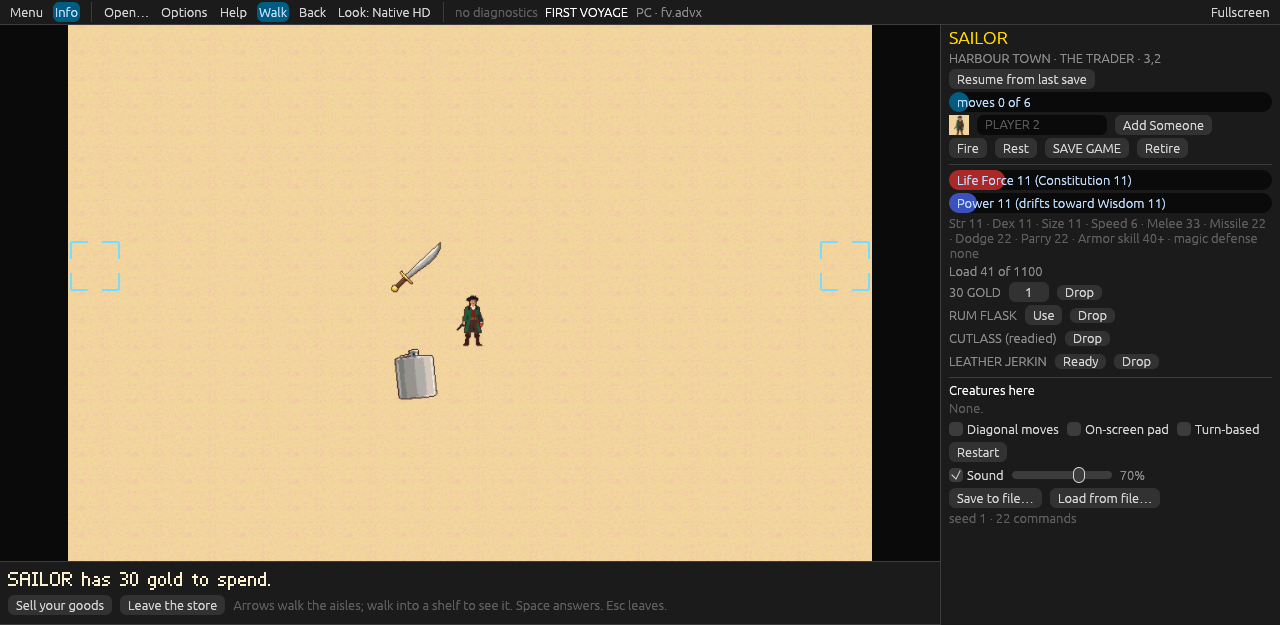 Menu Info Open… Options Help Walk Back Look: Native HD no diagnostics FIRST VOYAGE PC · fv.advx Fullscreen
SAILOR
HARBOUR TOWN · THE TRADER · 3,2
Resume from last save
moves 0 of 6
PLAYER 2 Add Someone
Fire Rest SAVE GAME Retire
Life Force 11 (Constitution 11)
Power 11 (drifts toward Wisdom 11)
Str 11 · Dex 11 · Size 11 · Speed 6 · Melee 33 · Missile 22
· Dodge 22 · Parry 22 · Armor skill 40+ · magic defense
none
Load 41 of 1100
30 GOLD 1 Drop
RUM FLASK Use Drop
CUTLASS (readied) Drop
LEATHER JERKIN Ready Drop
Creatures here
None.
Diagonal moves On-screen pad Turn-based
Restart
Sound 70%
Save to file… Load from file…
seed 1 · 22 commands
SAILOR has 30 gold to spend.
Sell your goods Leave the store Arrows walk the aisles; walk into a shelf to see it. Space answers. Esc leaves.